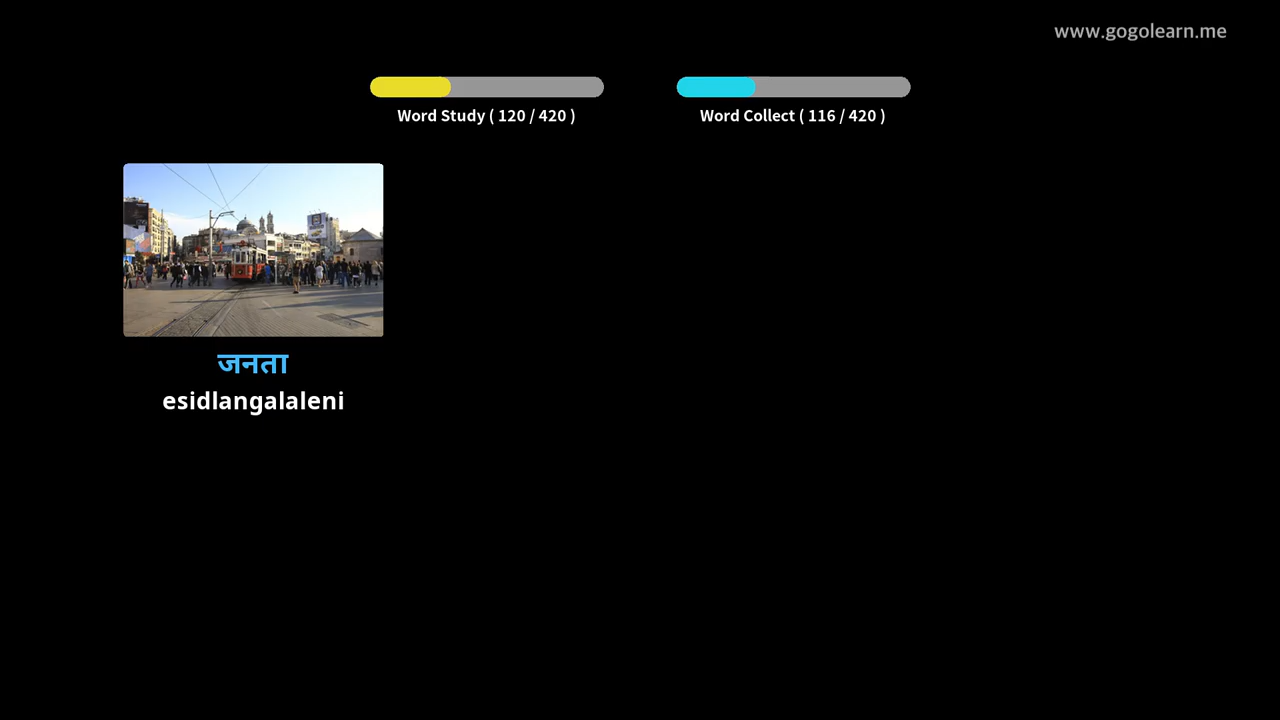 www.gogolearn.me
Word Study ( 120 / 420 )
Word Collect ( 116 / 420 )
जनता
esidlangalaleni